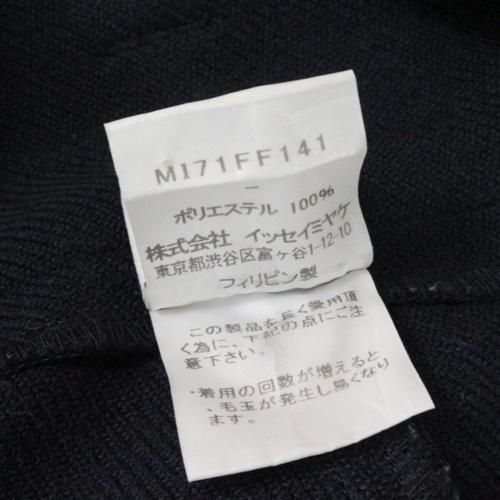 MI71FF141
–
ポリエステル 100%
株式会社 イッセイミヤケ
東京都渋谷区富ヶ谷1-12-10
フィリピン製
この製品を長く愛用頂
く為に、下記の点にご注
意下さい。
・着用の回数が増えると
、毛玉が発生し易くなり
ます。